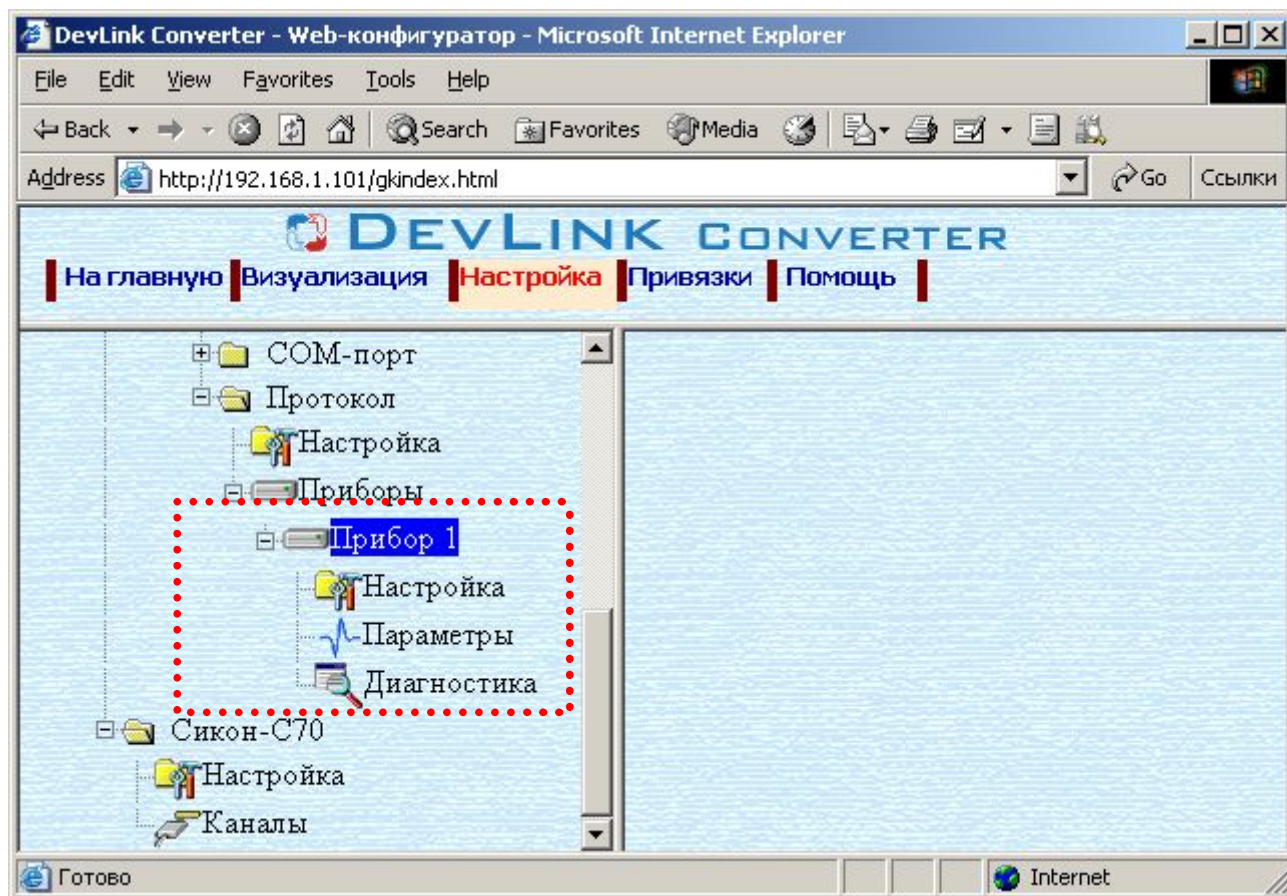 DevLink Converter - Web-конфигуратор - Microsoft Internet Explorer
File Edit View Favorites Tools Help
Back Search Favorites Media
Address http://192.168.1.101/gkindex.html Go Ссылки
DEVLINK CONVERTER
На главную Визуализация Настройка Привязки Помощь
COM-порт
Протокол
Настройка
Приборы
Прибор 1
Настройка
Параметры
Диагностика
Сикон-С70
Настройка
Каналы
Готово Internet